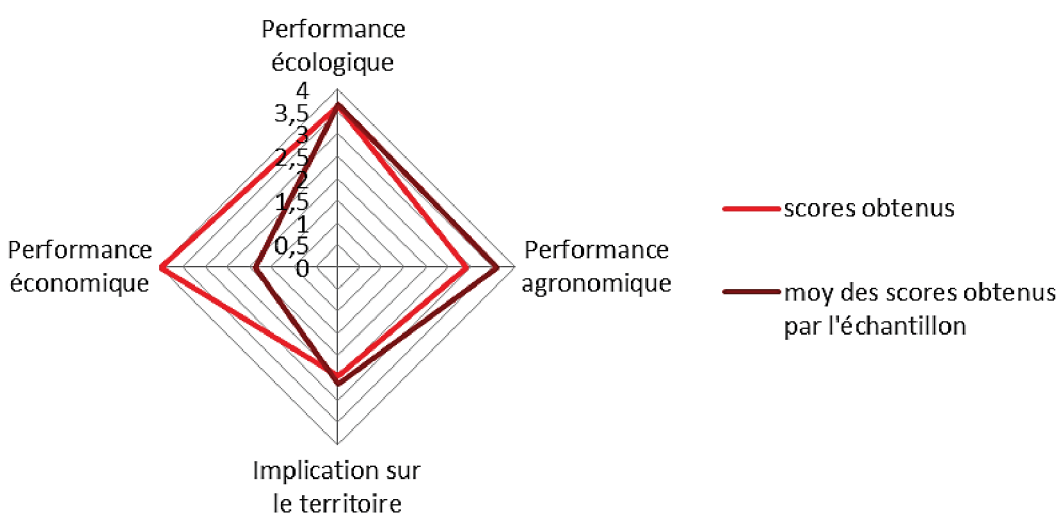 Performance
écologique
4
3,5
3
2,5
2
1,5
1
0,5
0
Performance
économique
Performance
agronomique
Implication sur
le territoire
scores obtenus
moy des scores obtenus
par l'échantillon